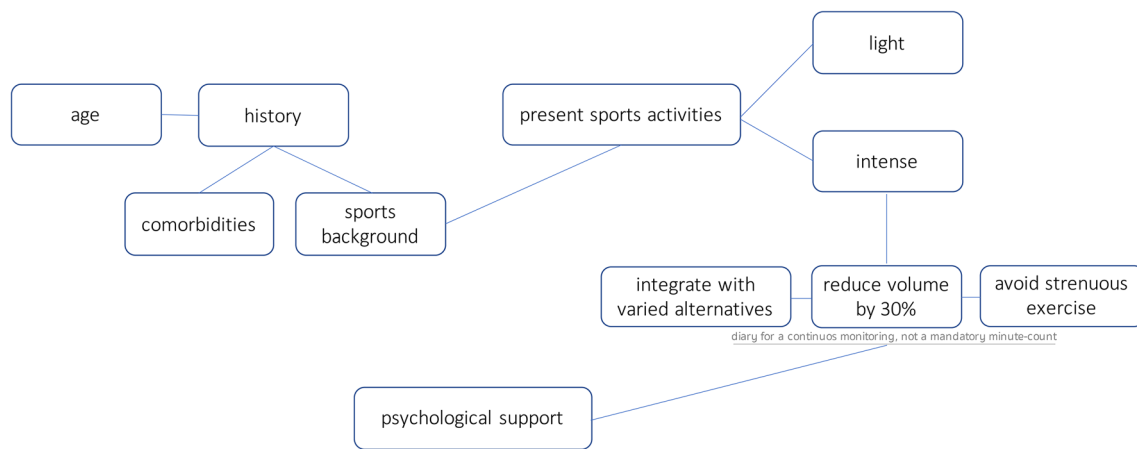 light
age
history
present sports activities
intense
comorbidities
sports
background
integrate with
varied alternatives
reduce volume
by 30%
avoid strenuous
exercise
diary for a continuos monitoring, not a mandatory minute-count
psychological support